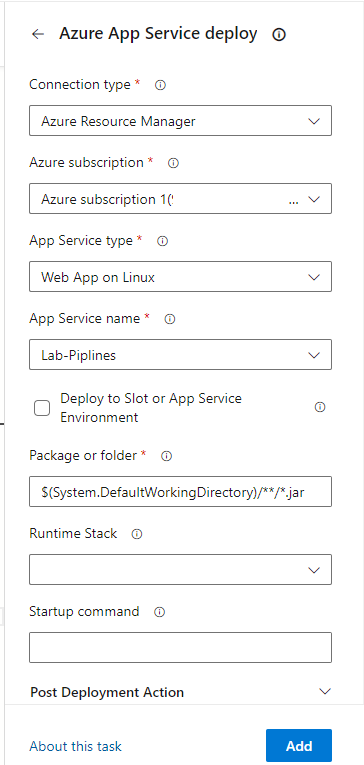 Azure App Service deploy
Connection type *
Azure Resource Manager
Azure subscription *
Azure subscription 1(
...
App Service type *
Web App on Linux
App Service name *
Lab-Piplines
Deploy to Slot or App Service
Environment
Package or folder *
$(System.DefaultWorkingDirectory)/**/*.jar
Runtime Stack
Startup command
Post Deployment Action
About this task
Add